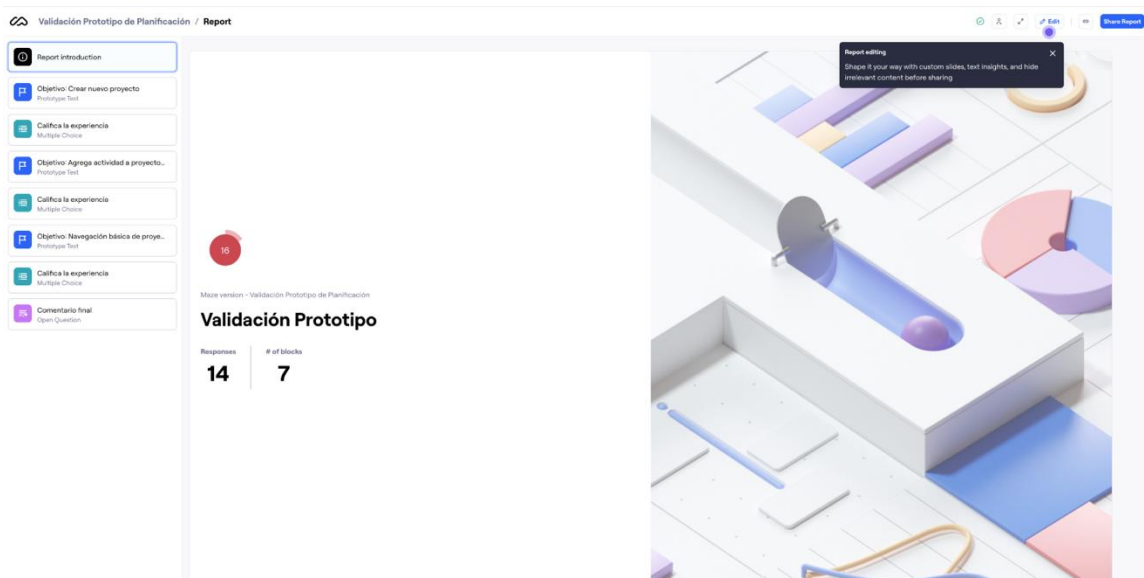 Validación Prototipo de Planificación / Report
Edit
Share Report
Report editing
Shape it your way with custom slides, text insights, and hide
irrelevant content before sharing
Report introduction
Objetivo: Crear nuevo proyecto
Prototype Test
Califica la experiencia
Multiple Choice
Objetivo: Agrega actividad a proyecto...
Prototype Test
Califica la experiencia
Multiple Choice
Objetivo: Navegación básica de proye...
Prototype Test
Califica la experiencia
Multiple Choice
Comentario final
Open Question
16
Maze version - Validación Prototipo de Planificación
Validación Prototipo
Responses
# of blocks
14
7